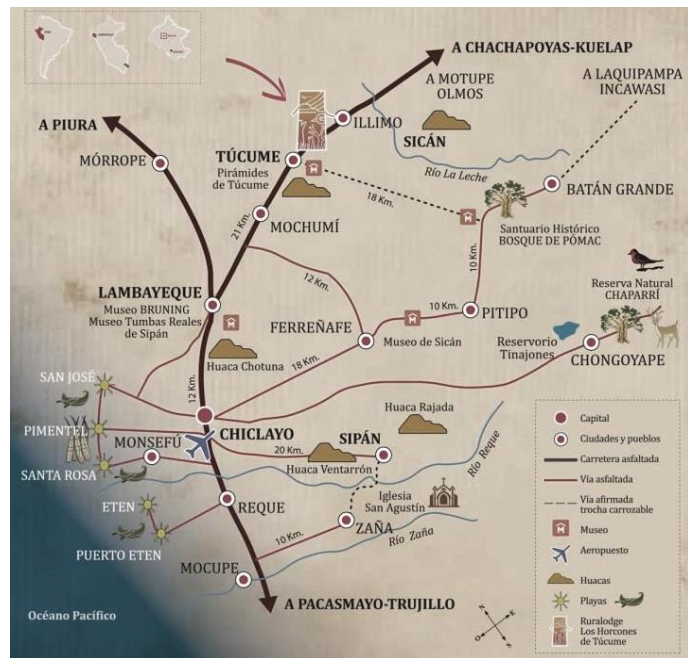 A CHACHAPOYAS-KUELAP
A MOTUPE
OLMOS
A LAQUIPAMPA
INCAWASI
A PIURA
ILLIMO
SICÁN
MÓRROPE
TÚCUME
Pirámides
de Túcume
Río La Leche
BATÁN GRANDE
18 Km.
Santuario Histórico
BOSQUE DE PÓMAC
MOCHUMÍ
21 Km.
10 Km.
12 Km.
Reserva Natural
CHAPARRÍ
LAMBAYEQUE
Museo BRUNING
Museo Tumbas Reales
de Sipán
10 Km.
PITIPO
FERREÑAFE
Museo de Sicán
Reservorio
Tinajones
CHONGOYAPE
Huaca Chotuna
18 Km.
SAN JOSÉ
12 Km.
Huaca Rajada
PIMENTEL
CHICLAYO
SIPÁN
MONSEFÚ
20 Km.
Huaca Ventarrón
Río Reque
SANTA ROSA
Iglesia
San Agustín
ETEN
REQUE
ZAÑA
Río Zaña
PUERTO ETEN
10 Km.
MOCUPE
A PACASMAYO-TRUJILLO
Océano Pacífico
N
E
S
O
Capital
Ciudades y pueblos
Carretera asfaltada
Vía asfaltada
Vía afirmada
trocha carrozable
Museo
Aeropuesto
Huacas
Playas
Ruralodge
Los Horcones
de Túcume